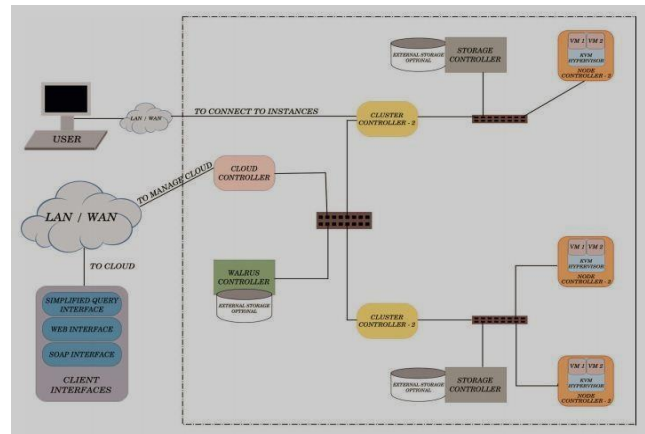 EXTERNAL STORAGE
OPTIONAL
STORAGE
CONTROLLER
VM 1 VM 2
KVM
HYPERVISOR
NODE
CONTROLLER - 2
USER
LAN / WAN
TO CONNECT TO INSTANCES
CLUSTER
CONTROLLER - 2
TO MANAGE CLOUD
CLOUD
CONTROLLER
LAN / WAN
TO CLOUD
WALRUS
CONTROLLER
EXTERNAL STORAGE
OPTIONAL
VM 1 VM 2
KVM
HYPERVISOR
NODE
CONTROLLER - 2
SIMPLIFIED QUERY
INTERFACE
WEB INTERFACE
SOAP INTERFACE
CLIENT
INTERFACES
CLUSTER
CONTROLLER - 2
EXTERNAL STORAGE
OPTIONAL
STORAGE
CONTROLLER
VM 1 VM 2
KVM
HYPERVISOR
NODE
CONTROLLER - 2